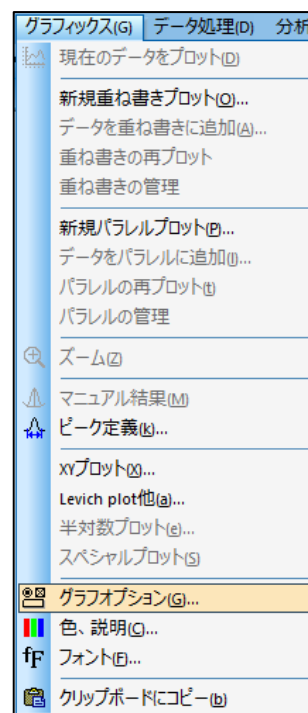 グラフィックス(G) データ処理(D) 分析
現在のデータをプロット(D)
新規重ね書きプロット(O)...
データを重ね書きに追加(A)...
重ね書きの再プロット
重ね書きの管理
新規パラレルプロット(P)...
データをパラレルに追加(l)...
パラレルの再プロット(t)
パラレルの管理
ズーム(Z)
マニュアル結果(M)
ピーク定義(k)...
XYプロット(X)...
Levich plot他(a)...
半対数プロット(e)...
スペシャルプロット(S)
グラフオプション(G)...
色、説明(C)...
fF フォント(F)...
クリップボードにコピー(b)